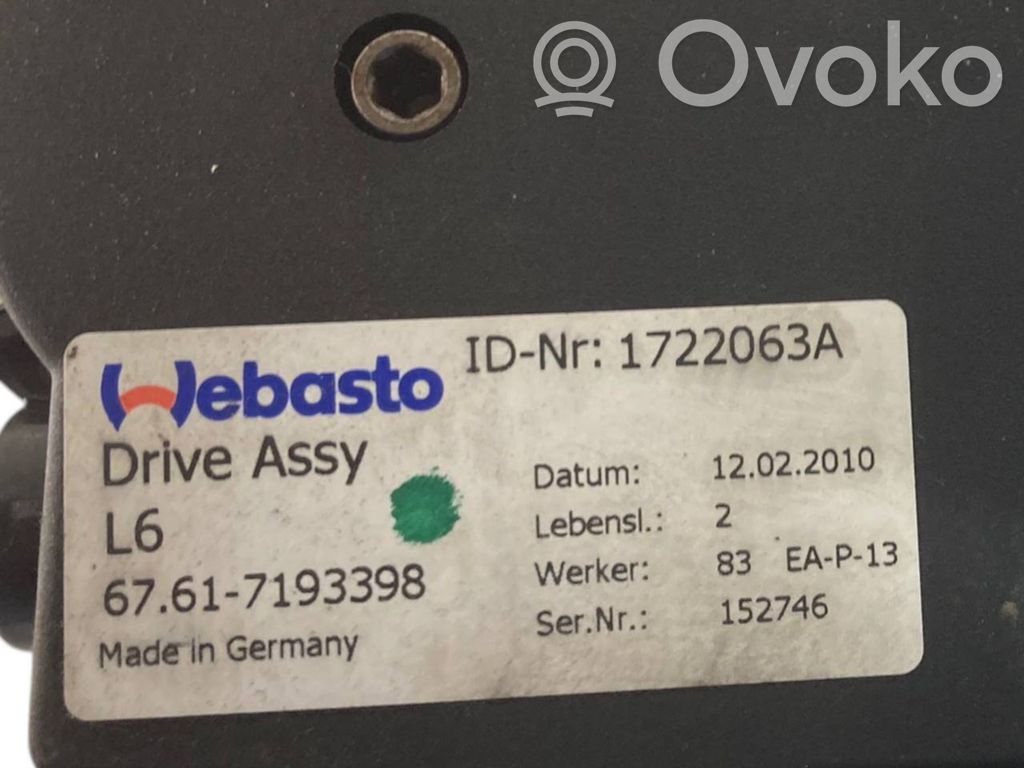 Ovoko
Webasto
ID-Nr: 1722063A
Drive Assy
L6
67.61-7193398
Made in Germany
Datum: 12.02.2010
Lebensl.: 2
Werker: 83 EA-P-13
Ser.Nr.: 152746